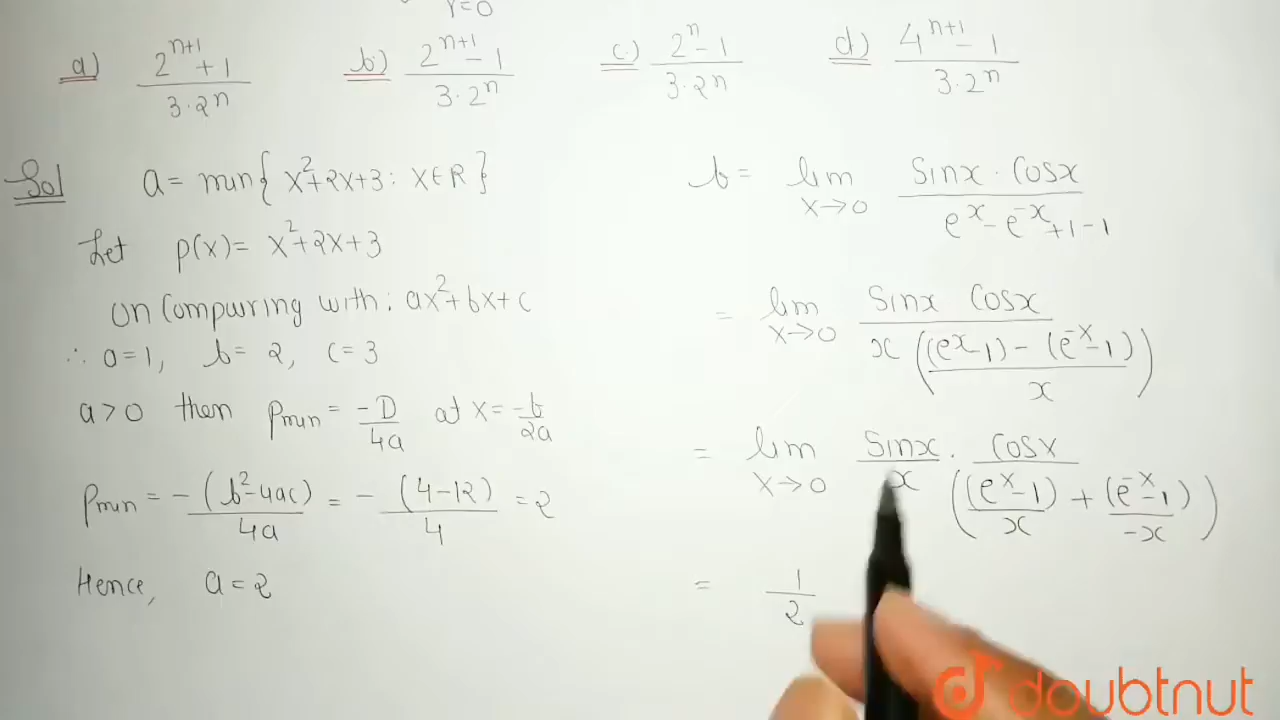 r=0
a) (2^(n+1) + 1)/(3·2^n) b) (2^(n+1) - 1)/(3·2^n) c) (2^n - 1)/(3·2^n) d) (4^(n+1) - 1)/(3·2^n)
Sol a = min{ x²+2x+3 : x∈R }
Let p(x) = x²+2x+3
on Compuring with: ax²+bx+c
∴ a=1, b=2, c=3
a>0 then Pmin = -D/4a at x = -b/2a
Pmin = -(b²-4ac)/4a = -(4-12)/4 = 2
Hence, a=2
b = lim x→0 (Sinx · Cosx)/(e^x - e^-x + 1 - 1)
= lim x→0 (Sinx Cosx)/(x(((e^x-1) - (e^-x-1))/x))
= lim x→0 Sinx/x · Cosx/((e^x-1)/x + (e^-x-1)/-x)
= 1/2
doubtnut